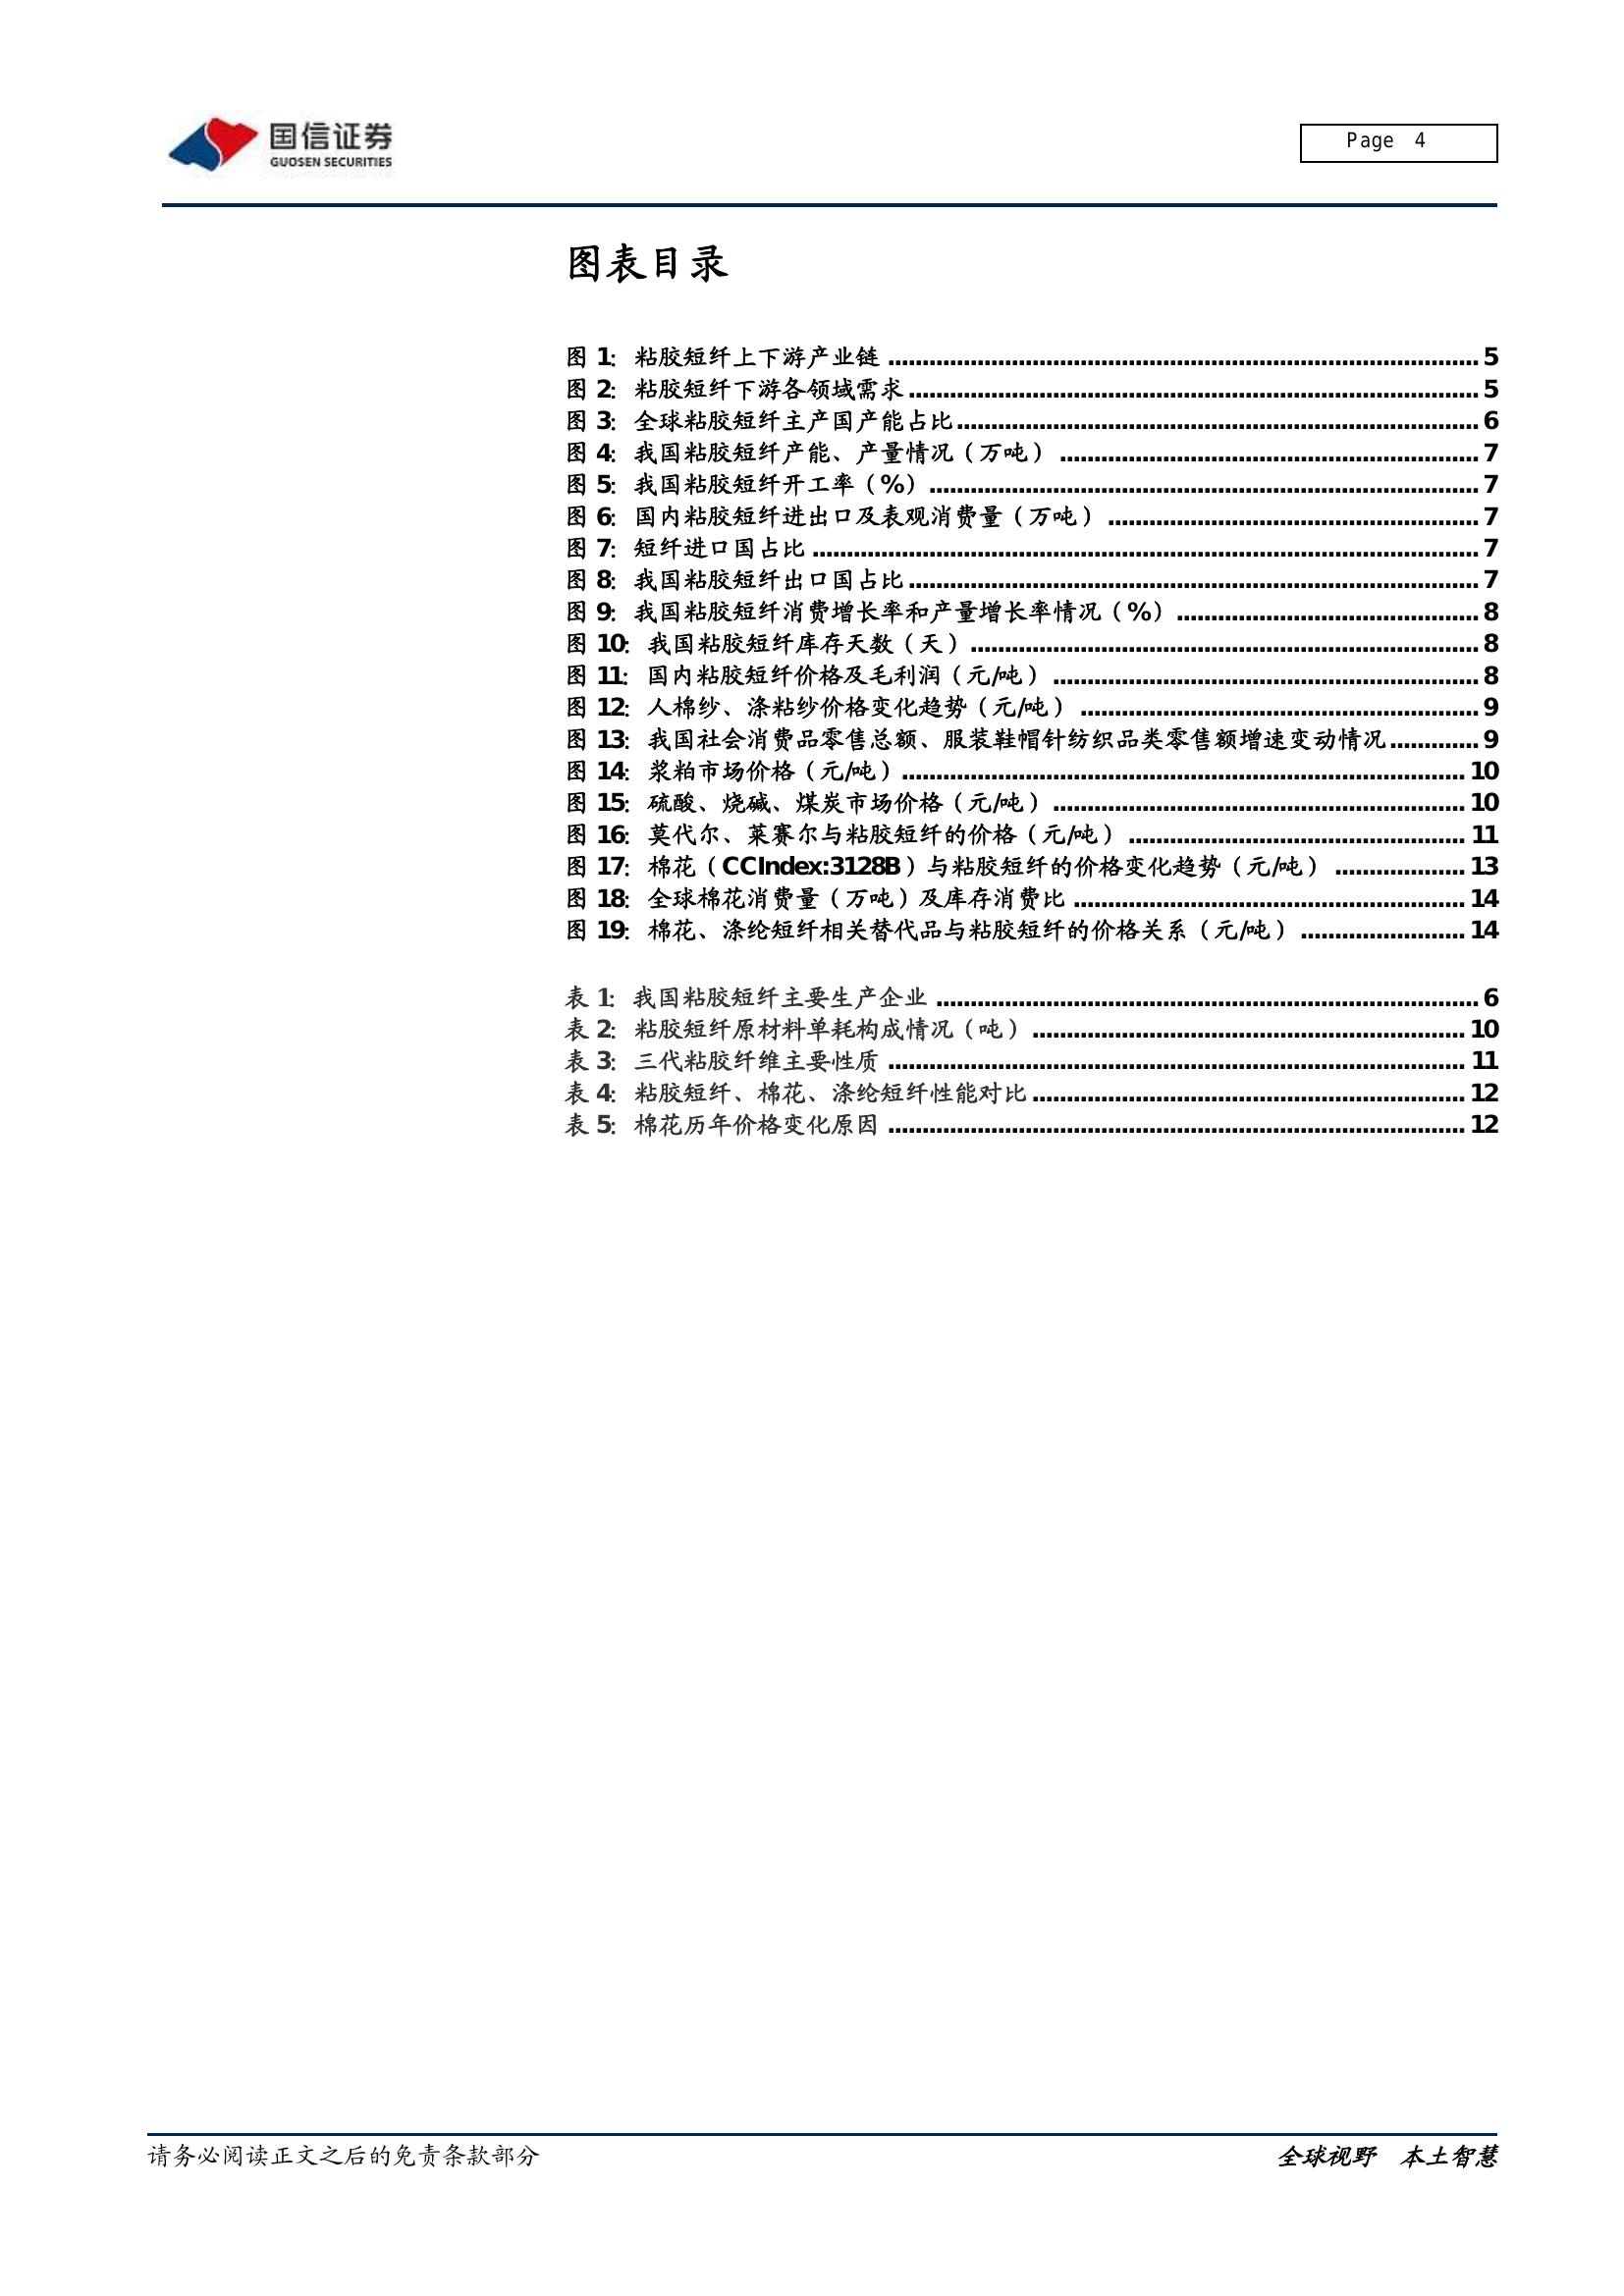 国信证券
GUOSEN SECURITIES
Page 4
图表目录
图 1: 粘胶短纤上下游产业链 ........ 5
图 2: 粘胶短纤下游各领域需求 ........ 5
图 3: 全球粘胶短纤主产国产能占比 ........ 6
图 4: 我国粘胶短纤产能、产量情况（万吨） ........ 7
图 5: 我国粘胶短纤开工率（%） ........ 7
图 6: 国内粘胶短纤进出口及表观消费量（万吨） ........ 7
图 7: 短纤进口国占比 ........ 7
图 8: 我国粘胶短纤出口国占比 ........ 7
图 9: 我国粘胶短纤消费增长率和产量增长率情况（%） ........ 8
图 10: 我国粘胶短纤库存天数（天） ........ 8
图 11: 国内粘胶短纤价格及毛利润（元/吨） ........ 8
图 12: 人棉纱、涤粘纱价格变化趋势（元/吨） ........ 9
图 13: 我国社会消费品零售总额、服装鞋帽针纺织品类零售额增速变动情况 ........ 9
图 14: 浆粕市场价格（元/吨） ........ 10
图 15: 硫酸、烧碱、煤炭市场价格（元/吨） ........ 10
图 16: 莫代尔、莱赛尔与粘胶短纤的价格（元/吨） ........ 11
图 17: 棉花（CCIndex:3128B）与粘胶短纤的价格变化趋势（元/吨） ........ 13
图 18: 全球棉花消费量（万吨）及库存消费比 ........ 14
图 19: 棉花、涤纶短纤相关替代品与粘胶短纤的价格关系（元/吨） ........ 14
表 1: 我国粘胶短纤主要生产企业 ........ 6
表 2: 粘胶短纤原材料单耗构成情况（吨） ........ 10
表 3: 三代粘胶纤维主要性质 ........ 11
表 4: 粘胶短纤、棉花、涤纶短纤性能对比 ........ 12
表 5: 棉花历年价格变化原因 ........ 12
请务必阅读正文之后的免责条款部分
全球视野 本土智慧